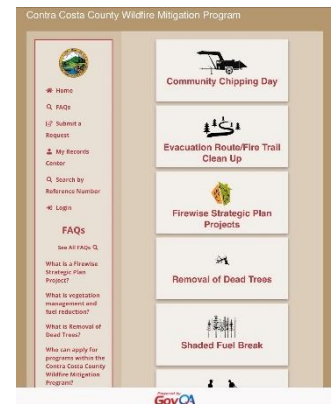 Contra Costa County Wildfire Mitigation Program
Home
FAQs
Submit a
Request
My Records
Center
Search by
Reference Number
Login
FAQs
See All FAQs
What is a Firewise
Strategic Plan
Project?
What is vegetation
management and
fuel reduction?
What is Removal of
Dead Trees?
Who can apply for
programs within the
Contra Costa County
Wildfire Mitigation
Program?
Community Chipping Day
Evacuation Route/Fire Trail
Clean Up
Firewise Strategic Plan
Projects
Removal of Dead Trees
Shaded Fuel Break
Powered by
GovQA